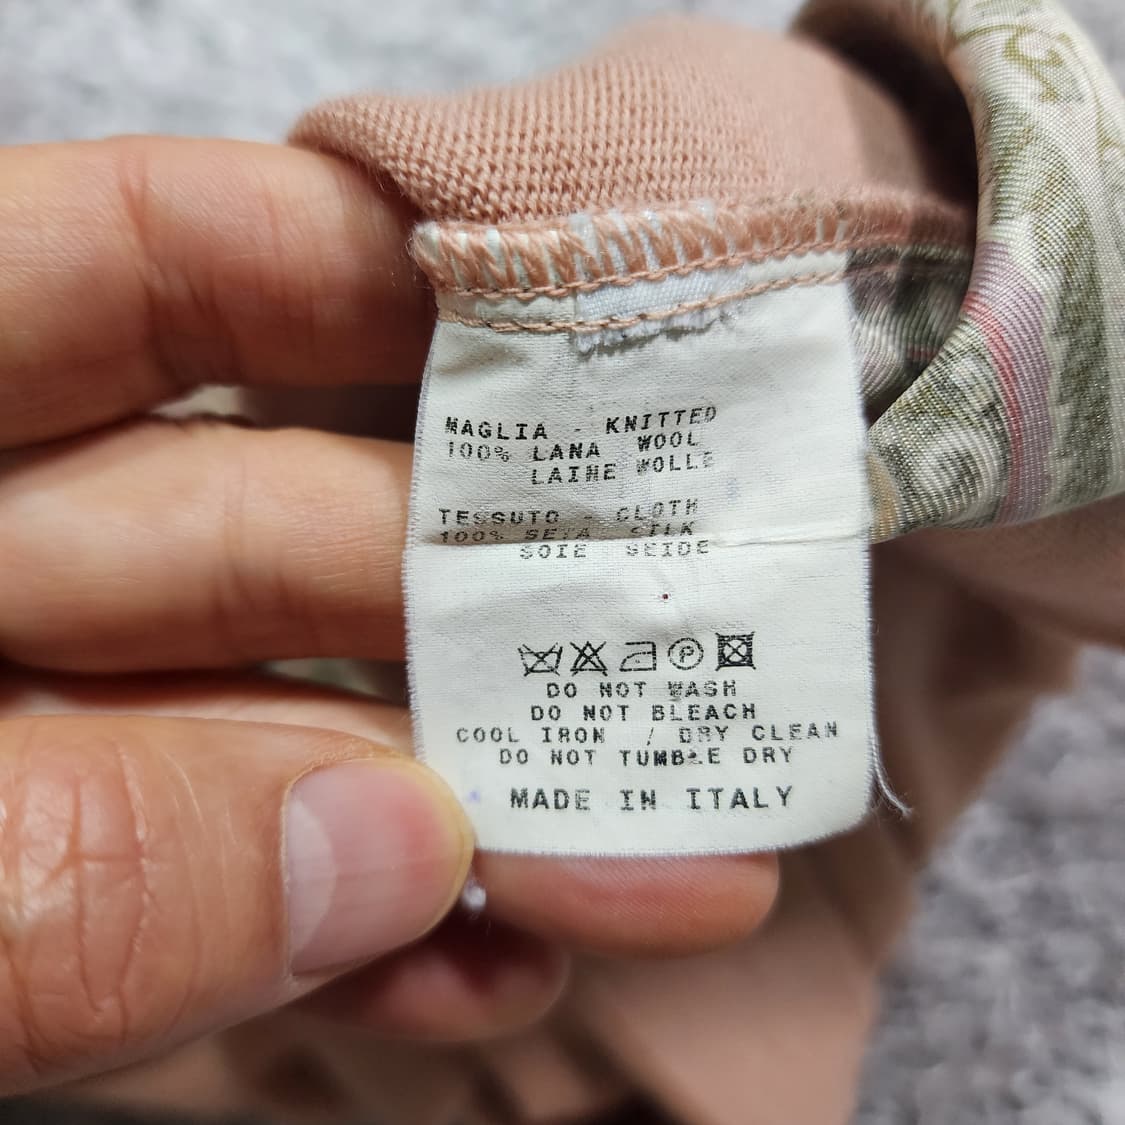 MAGLIA - KNITTED
100% LANA WOOL
LAINE WOLLE
TESSUTO - CLOTH
100% SETA SILK
SOIE SEIDE
P
DO NOT WASH
DO NOT BLEACH
COOL IRON / DRY CLEAN
DO NOT TUMBLE DRY
MADE IN ITALY